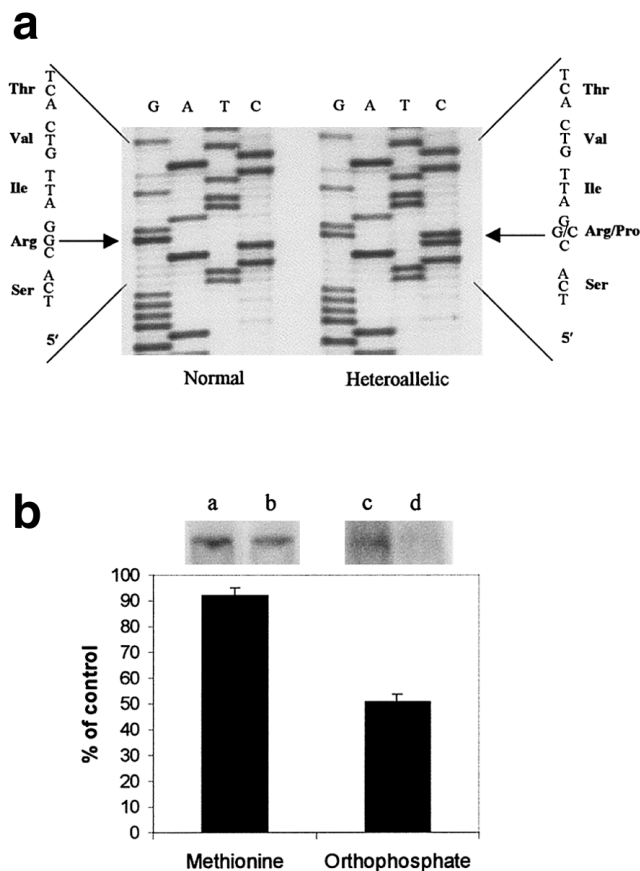 a
G A T C
G A T C
T
C
A
Thr
C
T
G
Val
T
T
A
Ile
G
G
C
Arg
A
C
T
Ser
5'
T
C
A
Thr
C
T
G
Val
T
T
A
Ile
G
G/C
C
Arg/Pro
A
C
T
Ser
5'
Normal
Heteroallelic
b
a b c d
% of control
100
90
80
70
60
50
40
30
20
10
0
Methionine
Orthophosphate